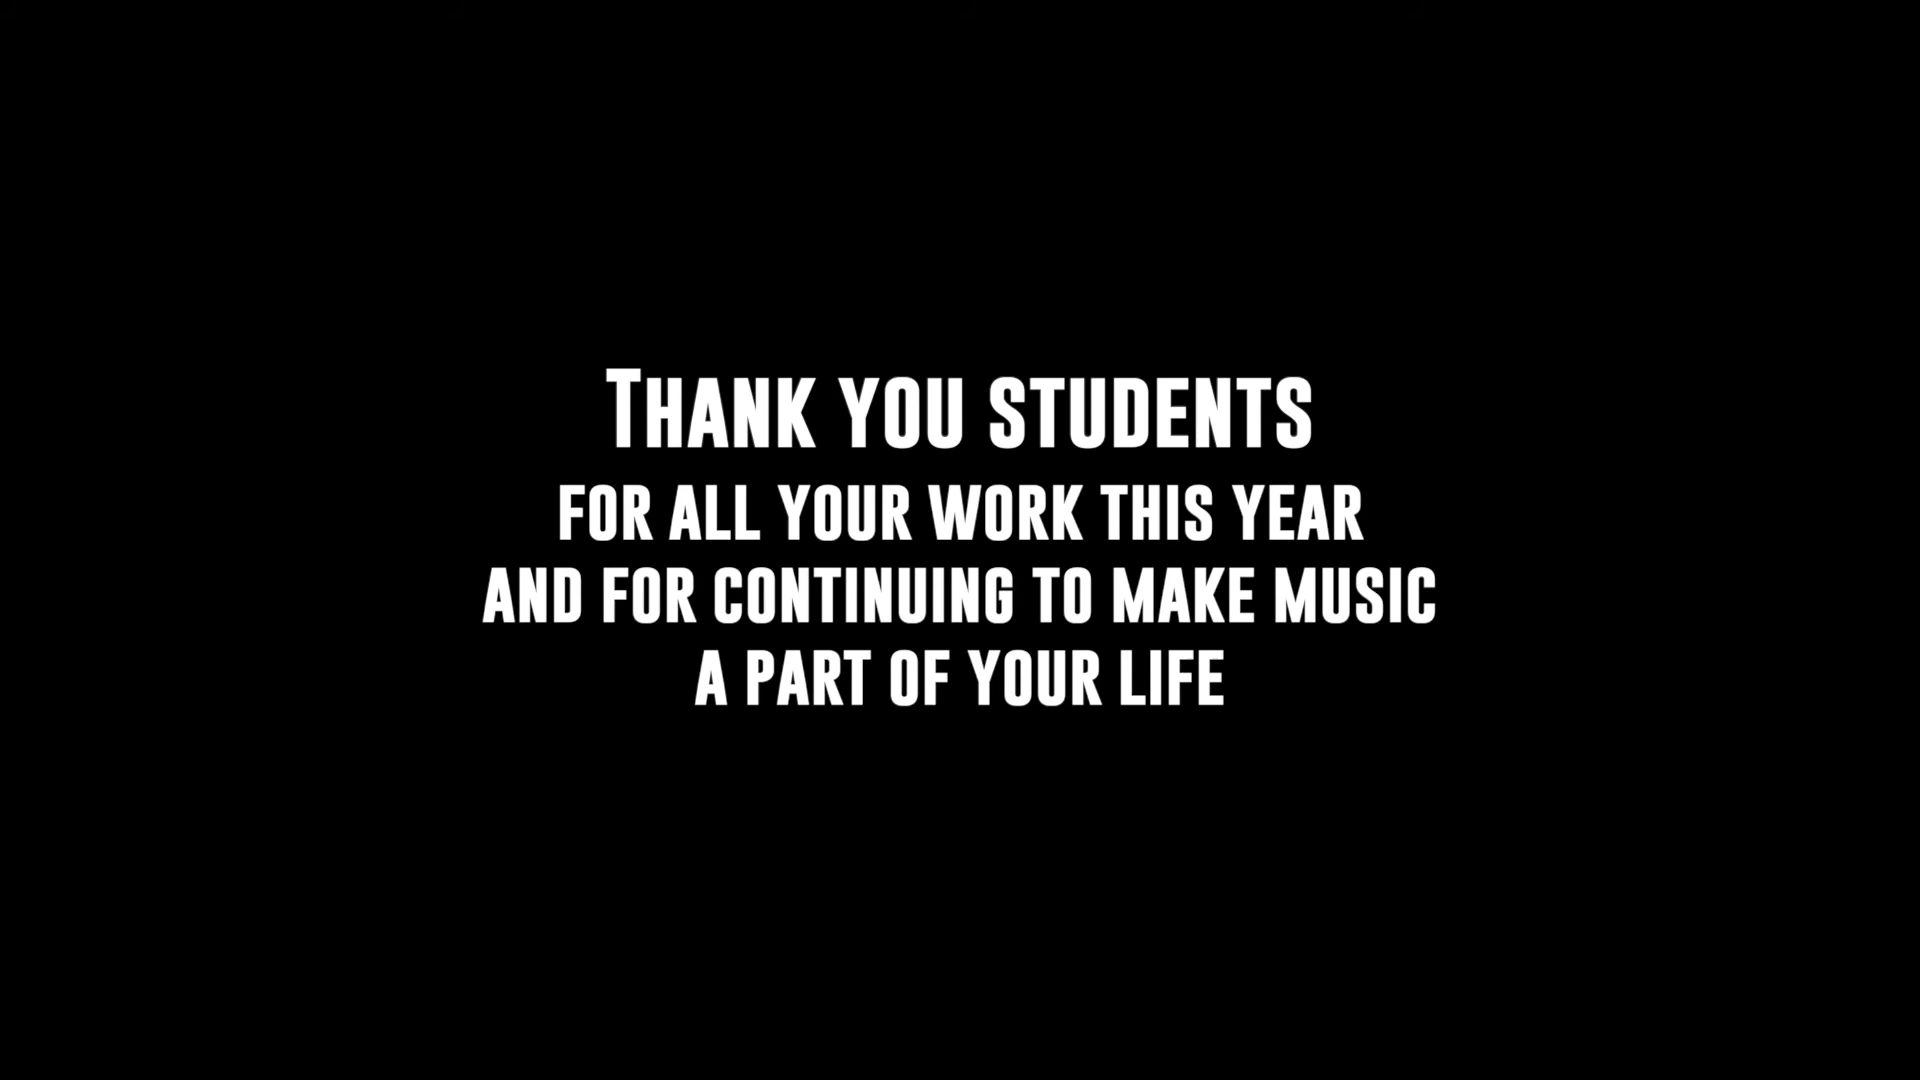 Thank you students
for all your work this year
and for continuing to make music
a part of your life